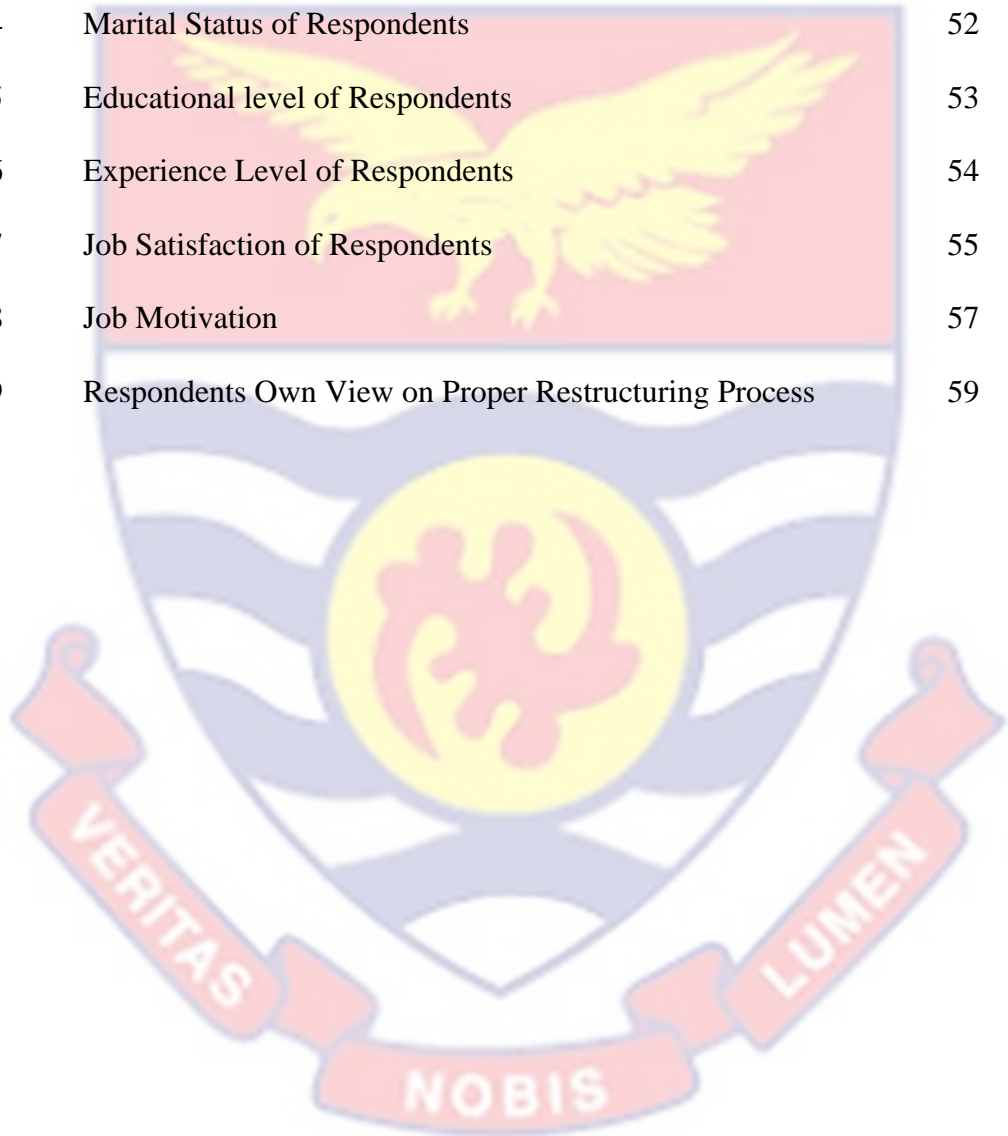 Marital Status of Respondents 52
Educational level of Respondents 53
Experience Level of Respondents 54
Job Satisfaction of Respondents 55
Job Motivation 57
Respondents Own View on Proper Restructuring Process 59
VERITAS
NOBIS
LUMEN